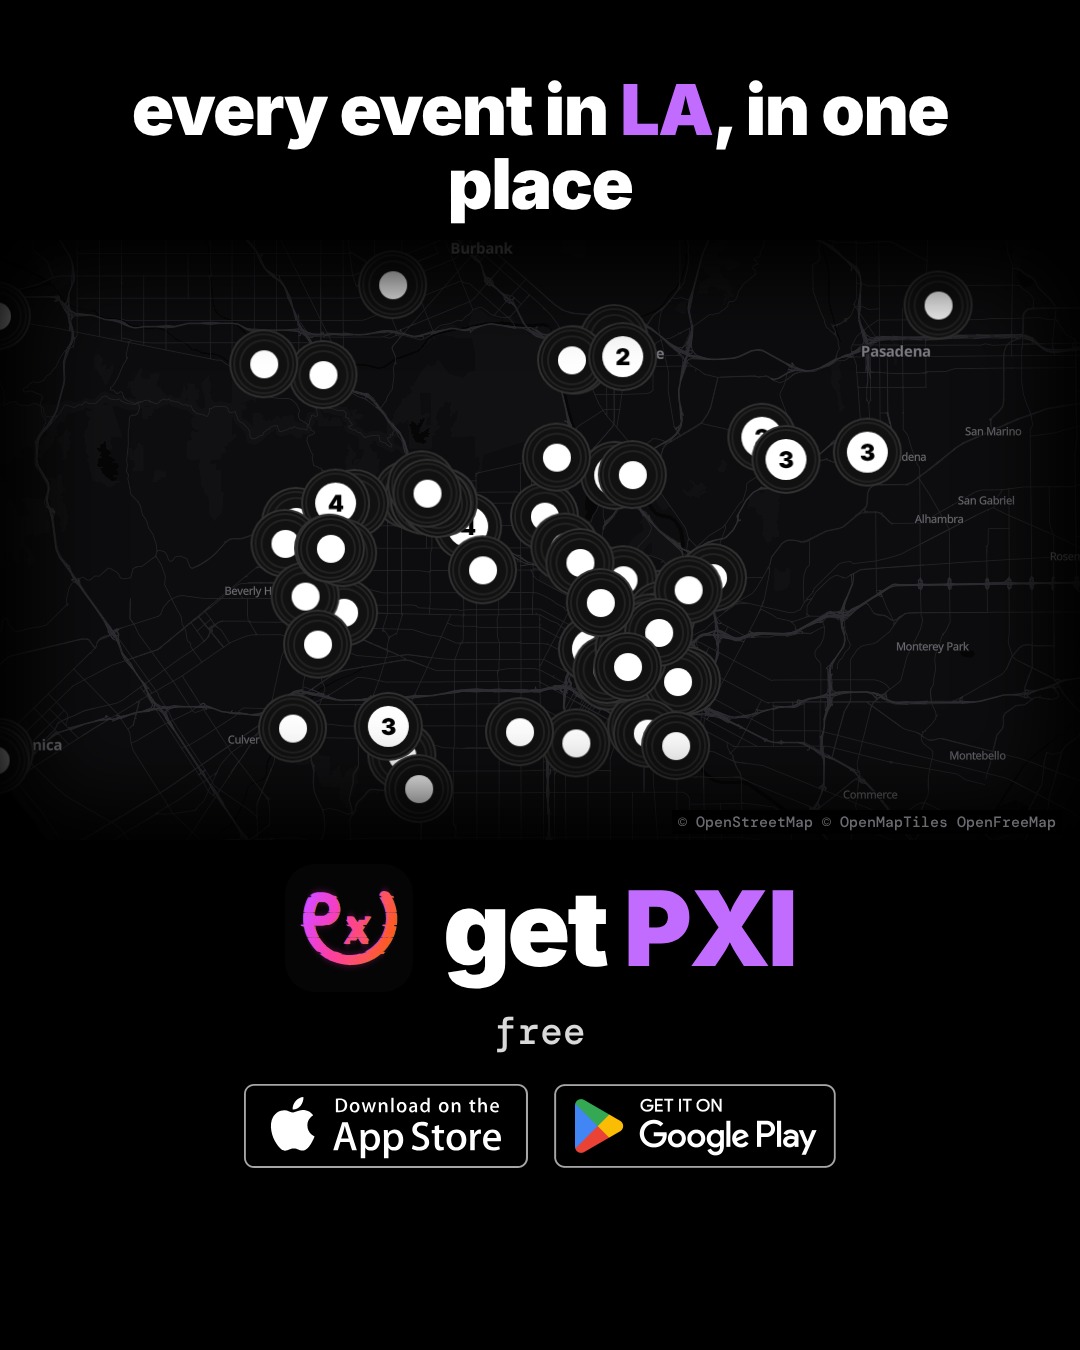 every event in LA, in one
place
Burbank
2
Pasadena
San Marino
3
3
dena
4
San Gabriel
Alhambra
4
Beverly H
Monterey Park
3
Culver
nica
Montebello
Commerce
© OpenStreetMap © OpenMapTiles OpenFreeMap
Px
get PXI
free
Download on the
App Store
GET IT ON
Google Play